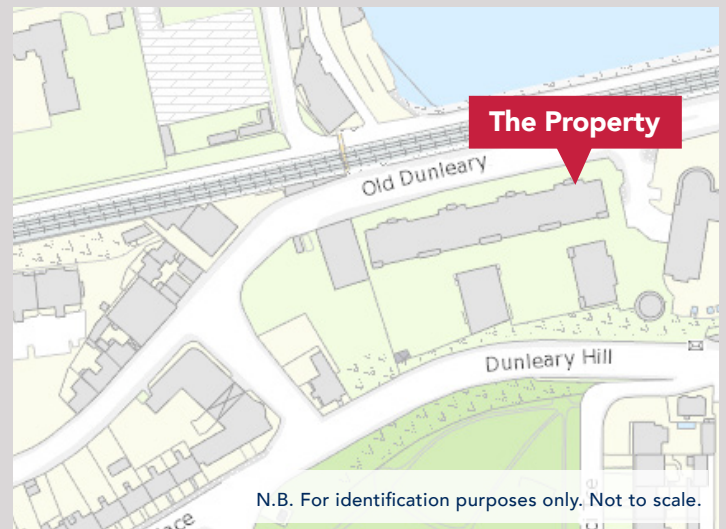 The Property
Old Dunleary
Dunleary Hill
N.B. For identification purposes only. Not to scale.